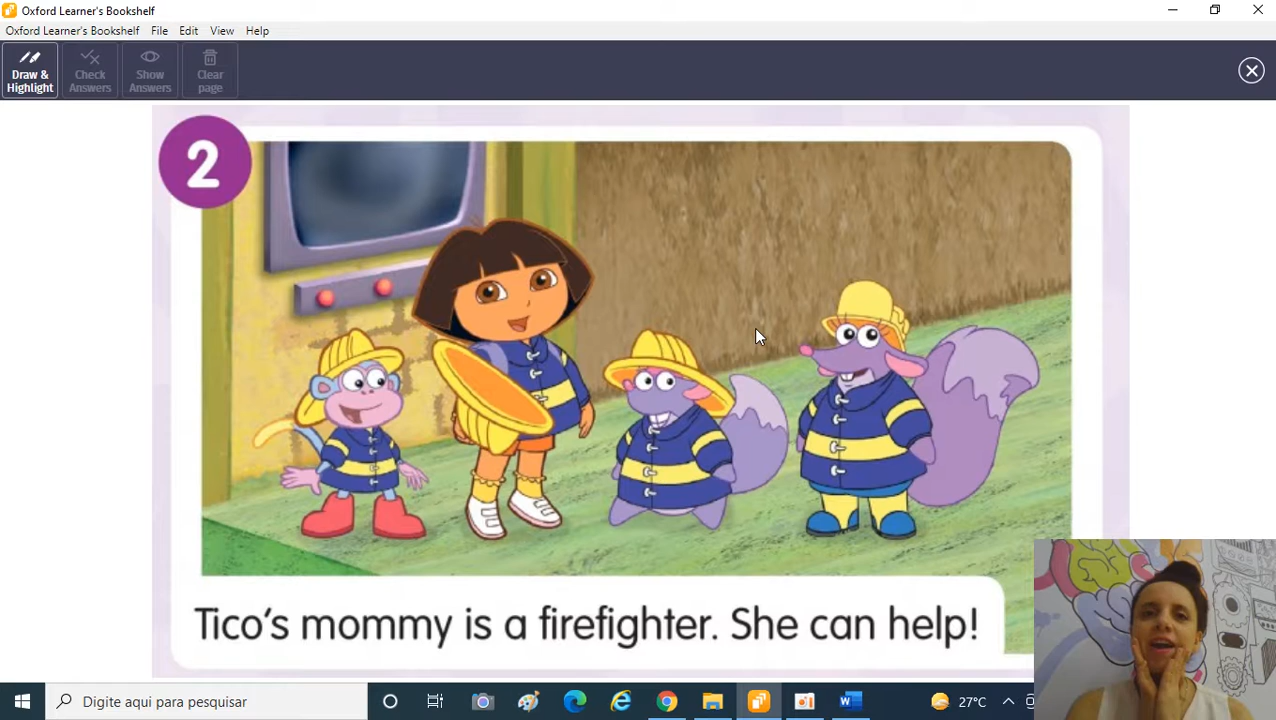 Oxford Learner's Bookshelf
Oxford Learner's Bookshelf File Edit View Help
Draw & Highlight
Check Answers
Show Answers
Clear page
2
Tico's mommy is a firefighter. She can help!
Digite aqui para pesquisar
27°C